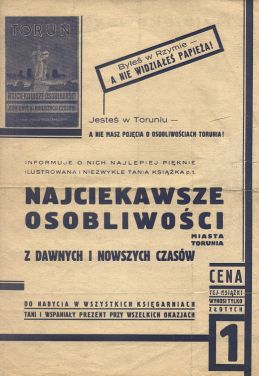 TORUŃ
NAJCIEKAWSZE OSOBLIWOŚCI
Byłeś w Rzymie —
A NIE WIDZIAŁEŚ PAPIEŻA!
Jesteś w Toruniu —
A NIE MASZ POJĘCIA O OSOBLIWOŚCIACH TORUNIA!
INFORMUJE O NICH NAJLEPIEJ PIĘKNIE
ILUSTROWANA I NIEZWYKLE TANIA KSIĄŻKA p.t.
NAJCIEKAWSZE
OSOBLIWOŚCI
MIASTA
TORUNIA
Z DAWNYCH I NOWSZYCH CZASÓW
CENA
TEJ KSIĄŻKI
WYNOSI TYLKO
ZŁOTYCH
1
DO NABYCIA W WSZYSTKICH KSIĘGARNIACH
TANI I WSPANIAŁY PREZENT PRZY WSZELKICH OKAZJACH